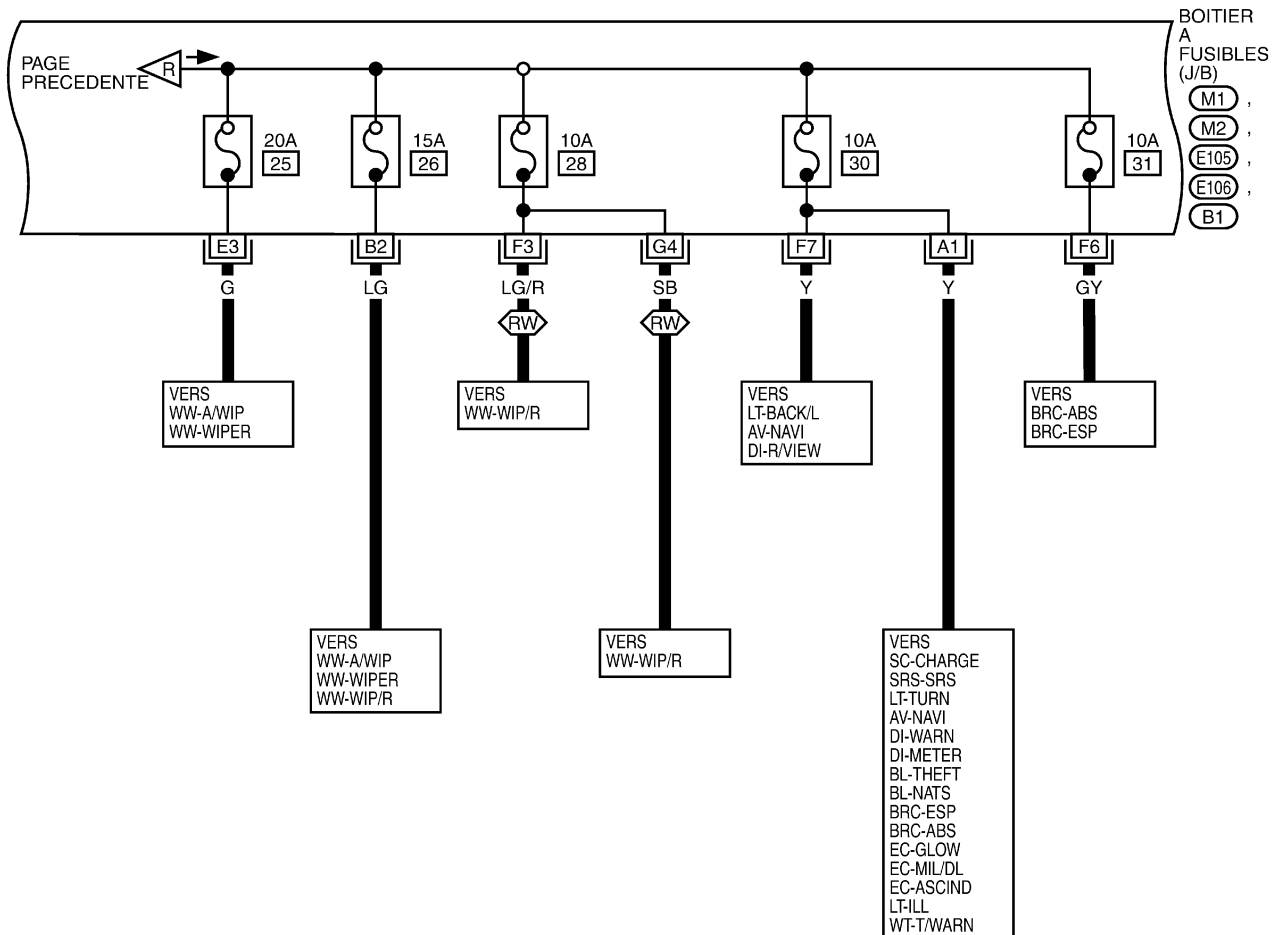 BOITIER
A
FUSIBLES
(J/B)
M1 ,
M2 ,
E105 ,
E106 ,
B1
PAGE
PRECEDENTE
R
20A
25
15A
26
10A
28
10A
30
10A
31
E3
B2
F3
G4
F7
A1
F6
G
LG
LG/R
SB
Y
Y
GY
RW
RW
VERS
WW-A/WIP
WW-WIPER
VERS
WW-WIP/R
VERS
LT-BACK/L
AV-NAVI
DI-R/VIEW
VERS
BRC-ABS
BRC-ESP
VERS
WW-A/WIP
WW-WIPER
WW-WIP/R
VERS
WW-WIP/R
VERS
SC-CHARGE
SRS-SRS
LT-TURN
AV-NAVI
DI-WARN
DI-METER
BL-THEFT
BL-NATS
BRC-ESP
BRC-ABS
EC-GLOW
EC-MIL/DL
EC-ASCIND
LT-ILL
WT-T/WARN